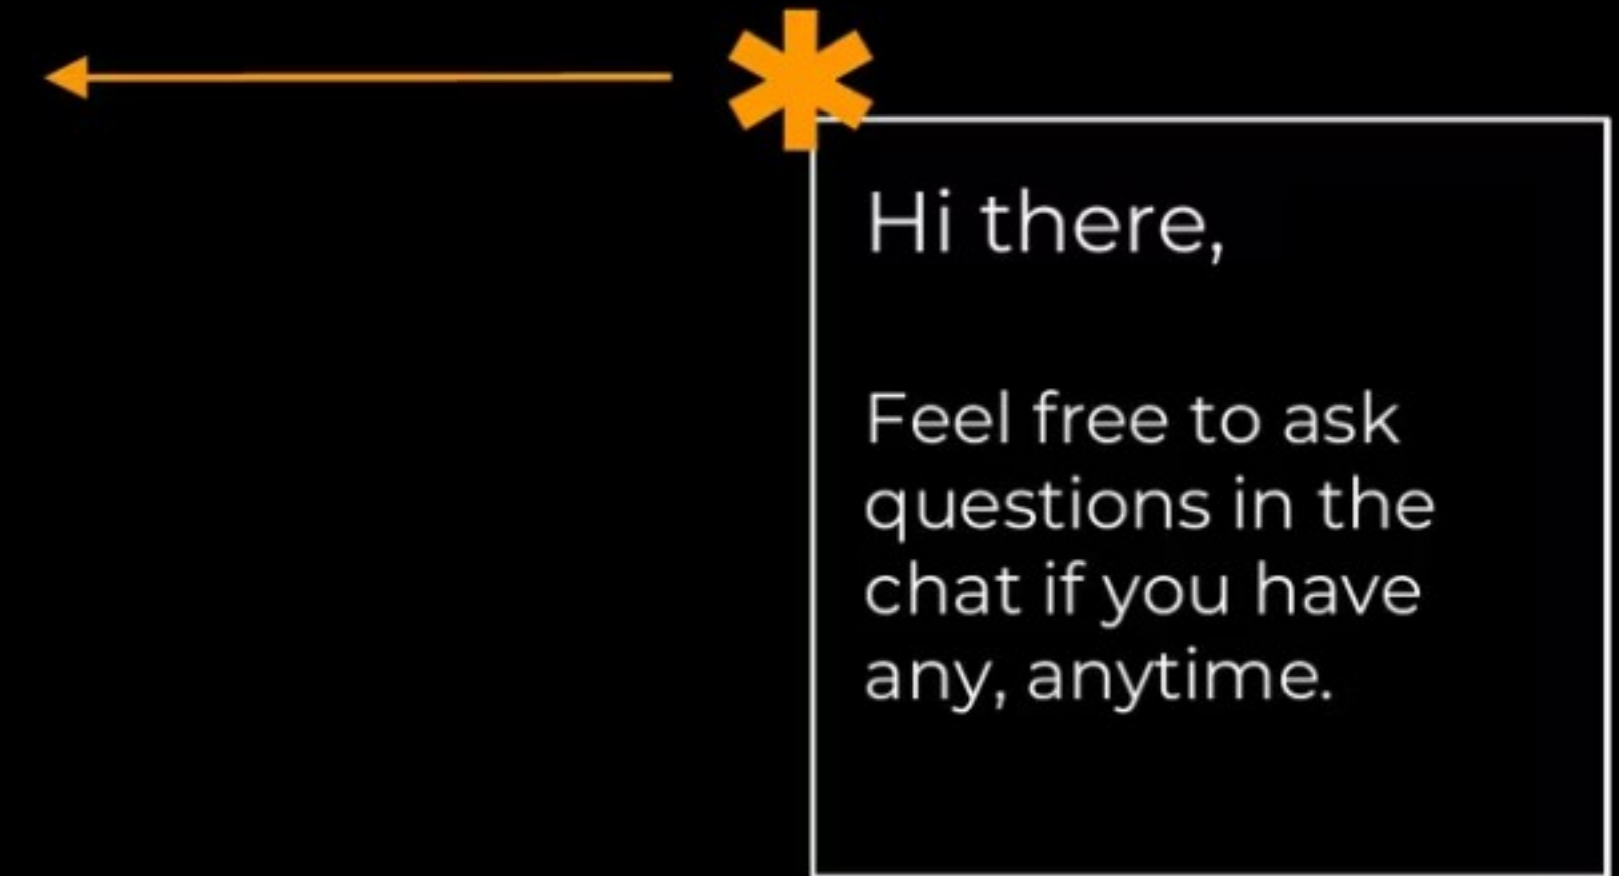 Hi there,
Feel free to ask
questions in the
chat if you have
any, anytime.